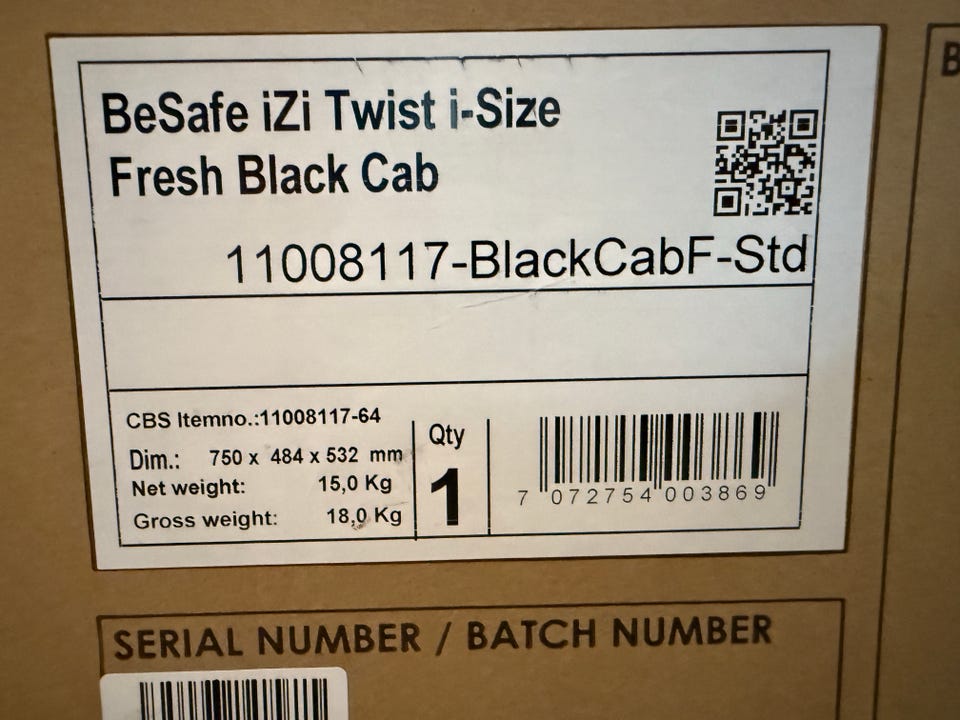 BeSafe iZi Twist i-Size
Fresh Black Cab
11008117-BlackCabF-Std
CBS Itemno.:11008117-64
Dim.: 750 x 484 x 532 mm
Net weight: 15,0 Kg
Gross weight: 18,0 Kg
Qty
1
7 072754 003869
SERIAL NUMBER / BATCH NUMBER
B